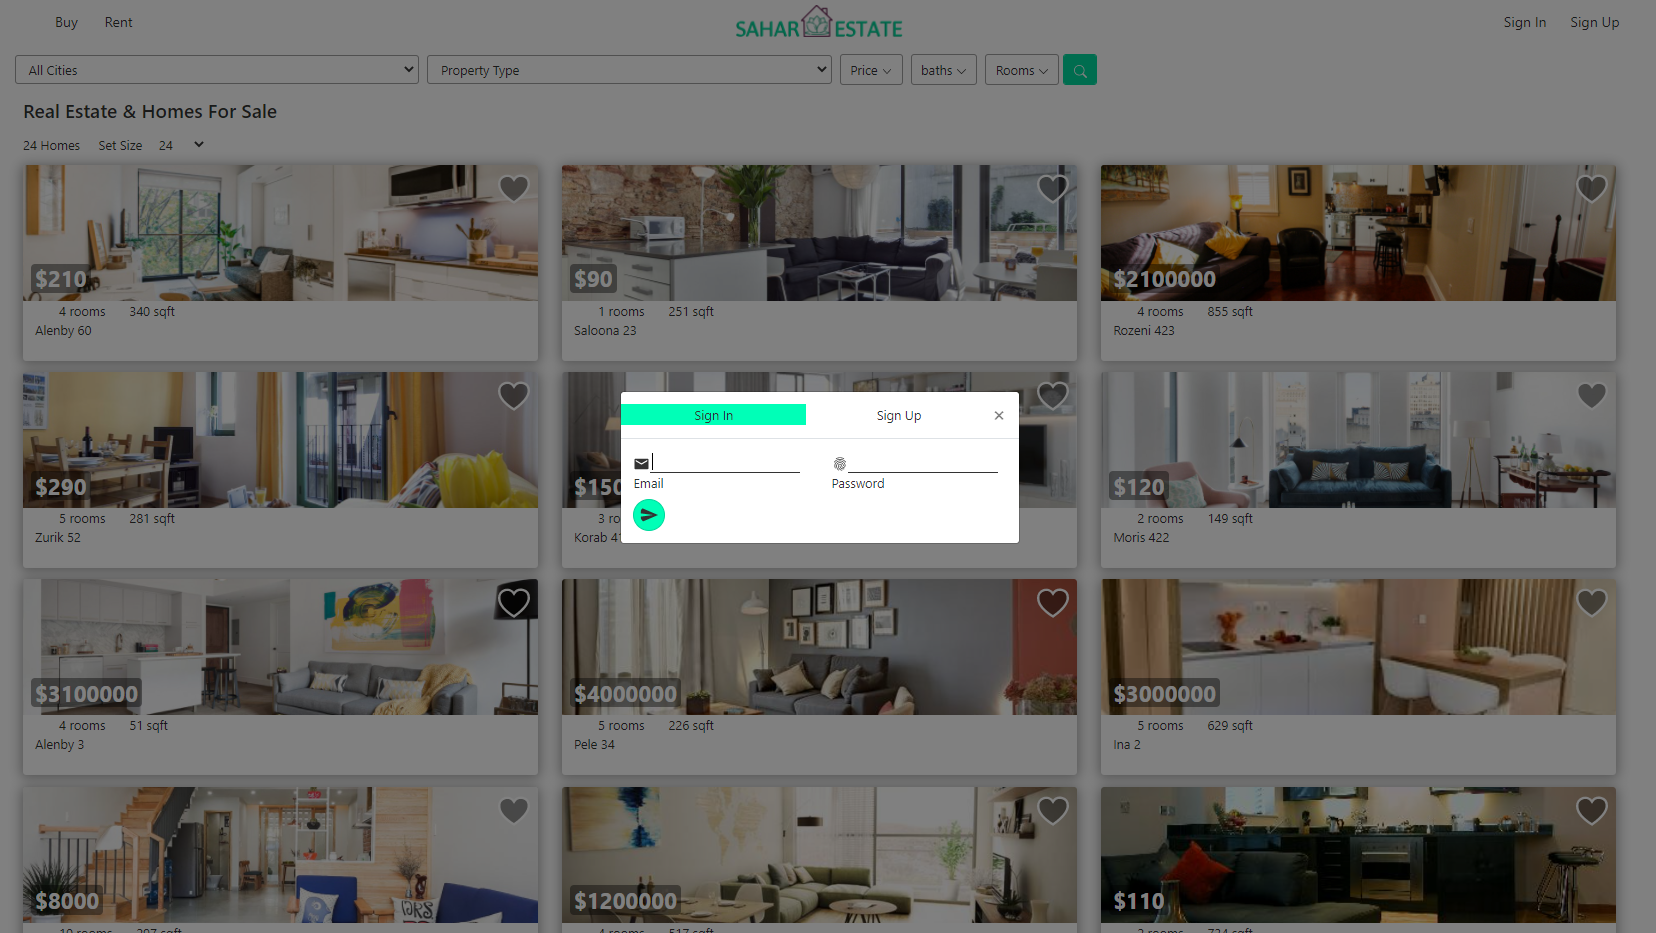 Buy Rent SAHAR ESTATE Sign In Sign Up
All Cities Property Type Price baths Rooms
Real Estate & Homes For Sale
24 Homes Set Size 24
$210 $90 $2100000
4 rooms 340 sqft 1 rooms 251 sqft 4 rooms 855 sqft
Alenby 60 Saloona 23 Rozeni 423
Sign In Sign Up ×
Email Password
$290 $150 $120
5 rooms 281 sqft 3 ro 2 rooms 149 sqft
Zurik 52 Korab Moris 422
$3100000 $4000000 $3000000
4 rooms 51 sqft 5 rooms 226 sqft 5 rooms 629 sqft
Alenby 3 Pele 34 Ina 2
$8000 $1200000 $110